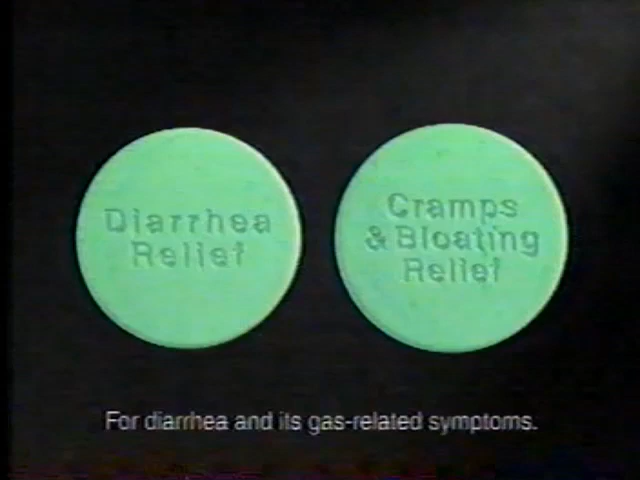 Diarrhea
Relief
Cramps
& Bloating
Relief
For diarrhea and its gas-related symptoms.